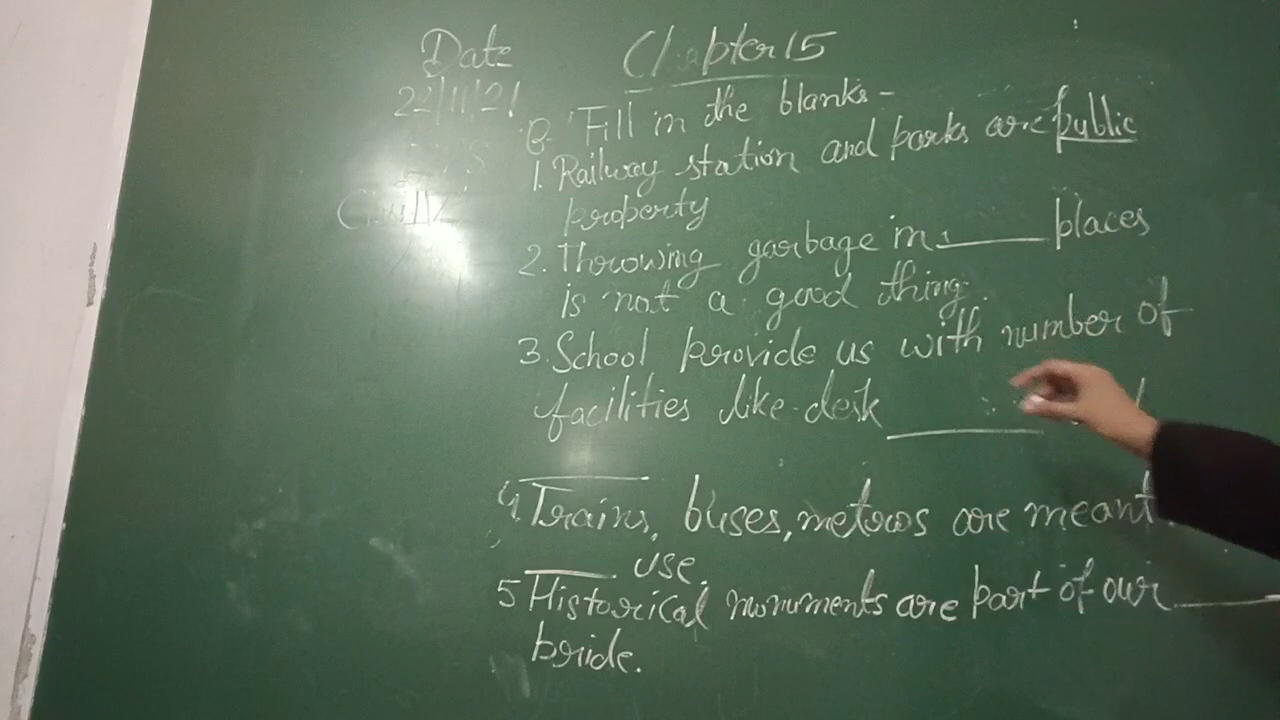 Date
22/11/21
Chapter 15
B. Fill in the blanks -
1. Railway station and parks are public
property
2. Throwing garbage in ____ places
is not a good thing.
3. School provide us with number of
facilities like desk ____
____
4. Trains, buses, metros are meant
____ use.
5 Historical monuments are part of our ____
pride.